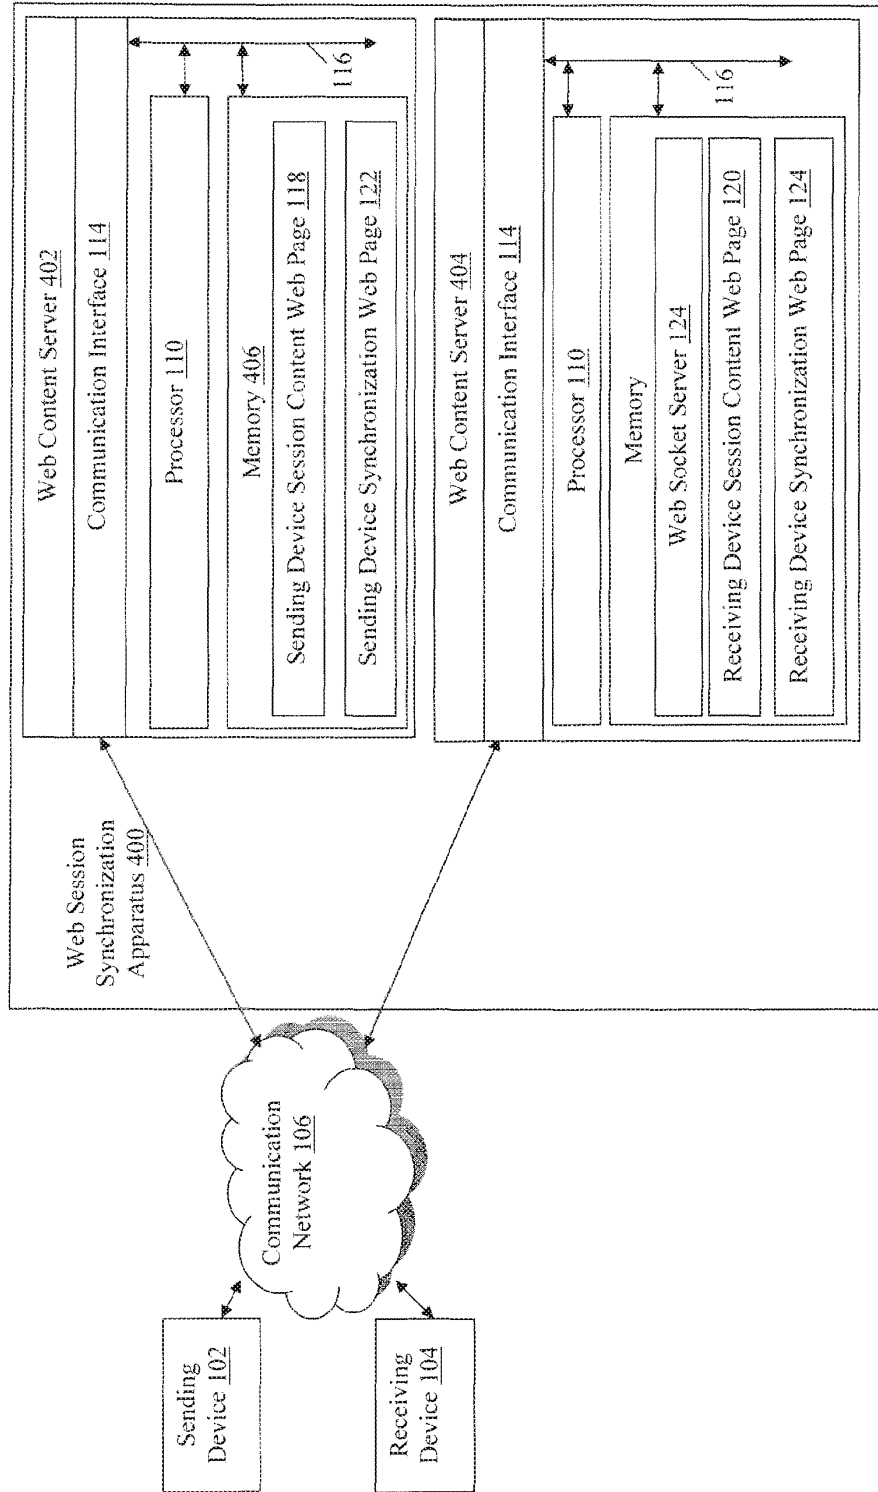 Sending
Device 102
Receiving
Device 104
Communication
Network 106
Web Session
Synchronization
Apparatus 400
Web Content Server 402
Communication Interface 114
Processor 110
Memory 406
Sending Device Session Content Web Page 118
Sending Device Synchronization Web Page 122
116
Web Content Server 404
Communication Interface 114
Processor 110
Memory
Web Socket Server 124
Receiving Device Session Content Web Page 120
Receiving Device Synchronization Web Page 124
116